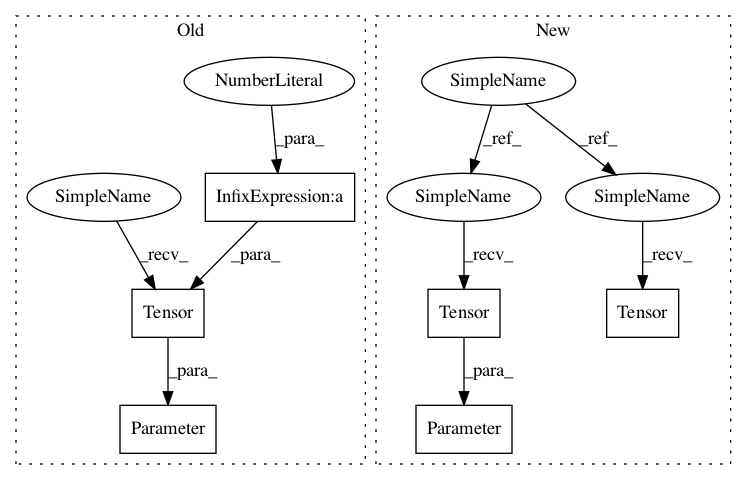 Old
New
NumberLiteral
SimpleName
_para_
_ref_
_ref_
SimpleName
InfixExpression:a
SimpleName
SimpleName
_recv_
_para_
_recv_
_recv_
Tensor
Tensor
Tensor
_para_
_para_
Parameter
Parameter